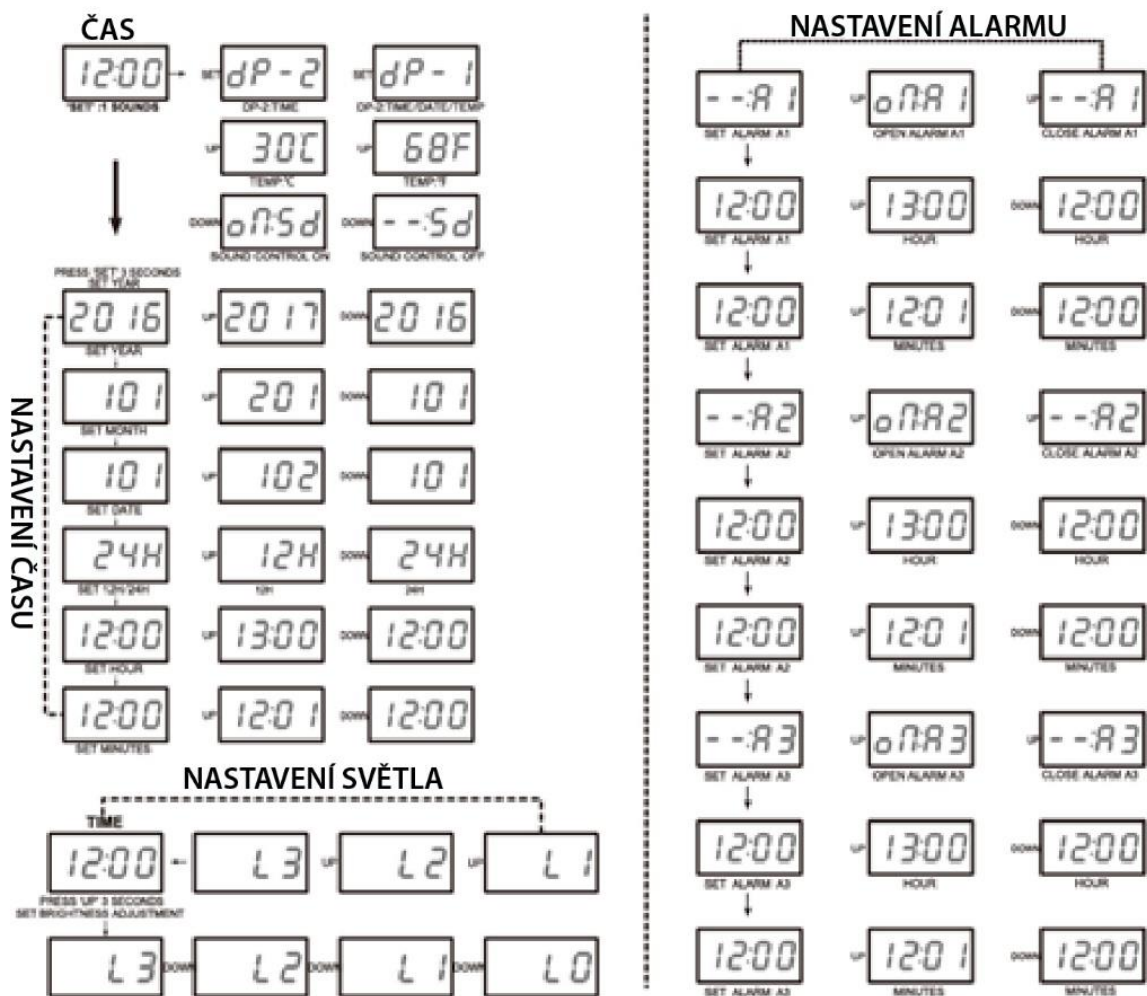 ČAS
12:00
SET dP-2
SET dP-1
"SET" :1 SOUNDS
DP-2:TIME
DP-2:TIME/DATE/TEMP
UP 30℃
UP 68F
TEMP:℃
TEMP:℉
DOWN on:Sd
DOWN --:Sd
SOUND CONTROL ON
SOUND CONTROL OFF
PRESS 'SET' 3 SECONDS
SET YEAR
2016
UP 2017
DOWN 2016
SET YEAR
101
UP 201
DOWN 101
SET MONTH
101
UP 102
DOWN 101
SET DATE
24H
UP 12H
DOWN 24H
SET 12H/24H
12H
24H
12:00
UP 13:00
DOWN 12:00
SET HOUR
12:00
UP 12:01
DOWN 12:00
SET MINUTES
NASTAVENÍ ČASU
NASTAVENÍ SVĚTLA
TIME
12:00
L3
UP L2
UP L1
PRESS 'UP' 3 SECONDS
SET BRIGHTNESS ADJUSTMENT
L3
DOWN L2
DOWN L1
DOWN L0
NASTAVENÍ ALARMU
--:A1
UP on:A1
UP --:A1
SET ALARM A1
OPEN ALARM A1
CLOSE ALARM A1
12:00
UP 13:00
DOWN 12:00
SET ALARM A1
HOUR
HOUR
12:00
UP 12:01
DOWN 12:00
SET ALARM A1
MINUTES
MINUTES
--:A2
UP on:A2
UP --:A2
SET ALARM A2
OPEN ALARM A2
CLOSE ALARM A2
12:00
UP 13:00
DOWN 12:00
SET ALARM A2
HOUR
HOUR
12:00
UP 12:01
DOWN 12:00
SET ALARM A2
MINUTES
MINUTES
--:A3
UP on:A3
UP --:A3
SET ALARM A3
OPEN ALARM A3
CLOSE ALARM A3
12:00
UP 13:00
DOWN 12:00
SET ALARM A3
HOUR
HOUR
12:00
UP 12:01
DOWN 12:00
SET ALARM A3
MINUTES
MINUTES